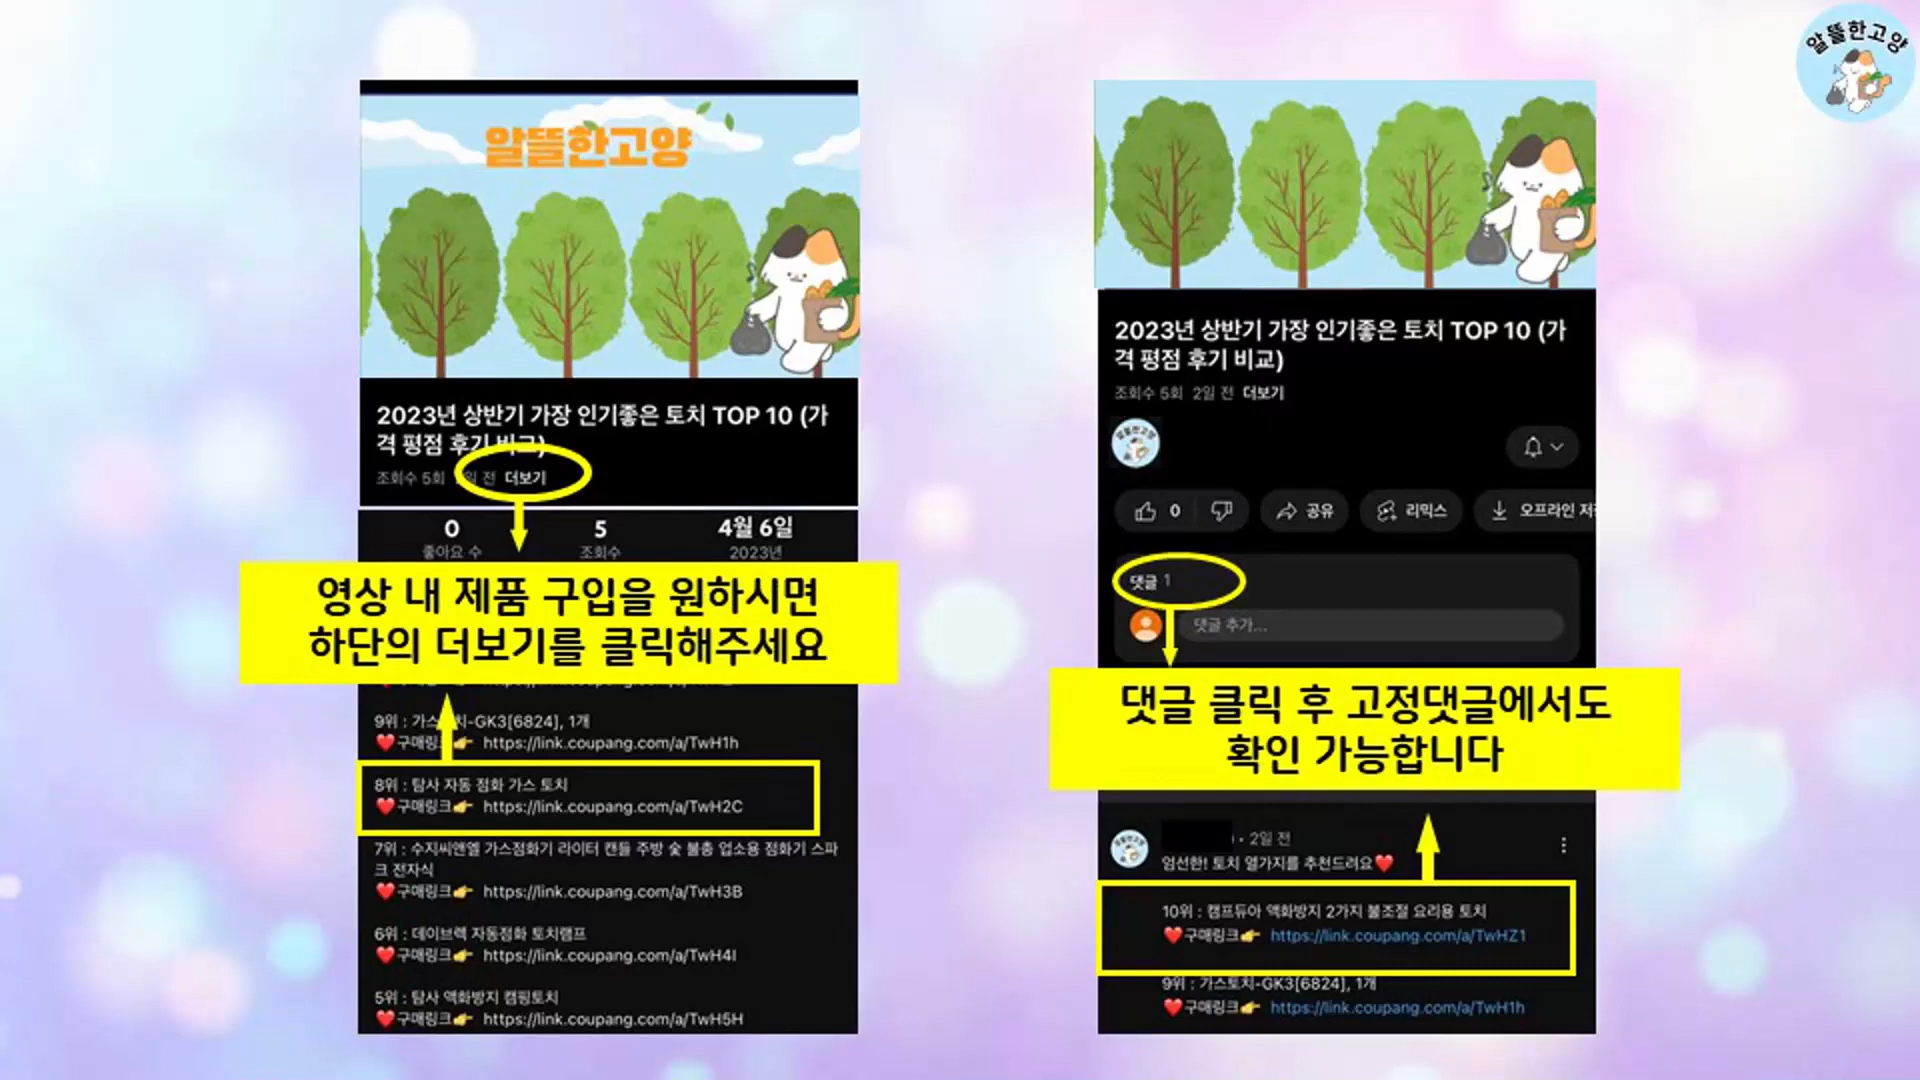 알뜰한고양
알뜰한고양
2023년 상반기 가장 인기좋은 토치 TOP 10 (가
격 평점 후기 비교)
조회수 5회 일 전 더보기
0 5 4월 6일
좋아요 수 조회수 2023년
영상 내 제품 구입을 원하시면
하단의 더보기를 클릭해주세요
9위 : 가스토치-GK3[6824], 1개
❤️구매링크👉 https://link.coupang.com/a/TwH1h
8위 : 탐사 자동 점화 가스 토치
❤️구매링크👉 https://link.coupang.com/a/TwH2C
7위 : 수지씨앤엘 가스점화기 라이터 캔들 주방 숯 불총 업소용 점화기 스파
크 전자식
❤️구매링크👉 https://link.coupang.com/a/TwH3B
6위 : 데이브렉 자동점화 토치램프
❤️구매링크👉 https://link.coupang.com/a/TwH4I
5위 : 탐사 액화방지 캠핑토치
❤️구매링크👉 https://link.coupang.com/a/TwH5H
2023년 상반기 가장 인기좋은 토치 TOP 10 (가
격 평점 후기 비교)
조회수 5회 2일 전 더보기
알뜰한고양
0 공유 리믹스 오프라인 저
댓글 1
댓글 추가...
댓글 클릭 후 고정댓글에서도
확인 가능합니다
알뜰한고양
• 2일 전
엄선한! 토치 열가지를 추천드려요❤️
10위 : 캠프듀아 액화방지 2가지 불조절 요리용 토치
❤️구매링크👉 https://link.coupang.com/a/TwHZ1
9위 : 가스토치-GK3[6824], 1개
❤️구매링크👉 https://link.coupang.com/a/TwH1h